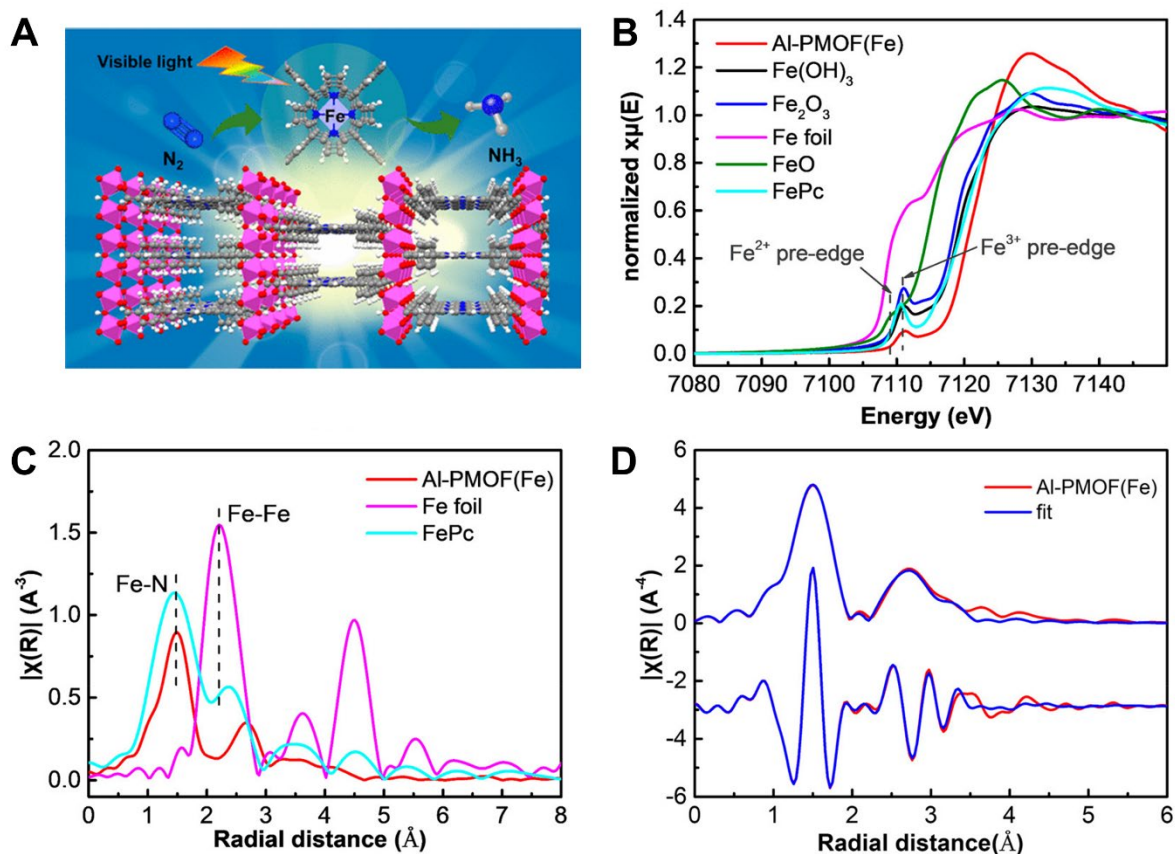 A
Visible light
Fe
N₂
NH₃
B
Al-PMOF(Fe)
Fe(OH)₃
Fe₂O₃
Fe foil
FeO
FePc
Fe²⁺ pre-edge
Fe³⁺ pre-edge
normalized xμ(E)
1.4
1.2
1.0
0.8
0.6
0.4
0.2
0.0
7080 7090 7100 7110 7120 7130 7140
Energy (eV)
C
Al-PMOF(Fe)
Fe foil
FePc
Fe-Fe
Fe-N
|χ(R)| (A⁻³)
2.0
1.5
1.0
0.5
0.0
0 1 2 3 4 5 6 7 8
Radial distance (Å)
D
Al-PMOF(Fe)
fit
|χ(R)| (A⁻⁴)
6
4
2
0
-2
-4
-6
0 1 2 3 4 5 6
Radial distance(Å)